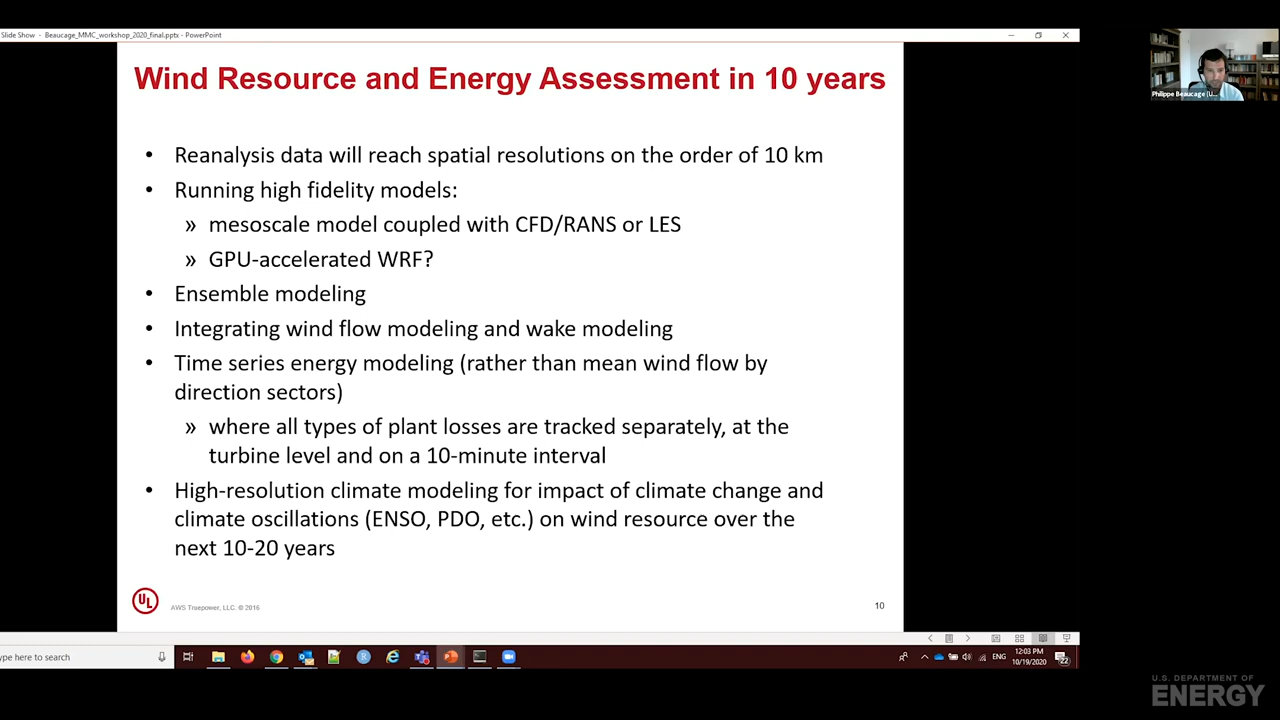 Slide Show - Beaucage_MMC_workshop_2020_final.pptx - PowerPoint
Wind Resource and Energy Assessment in 10 years
• Reanalysis data will reach spatial resolutions on the order of 10 km
• Running high fidelity models:
» mesoscale model coupled with CFD/RANS or LES
» GPU-accelerated WRF?
• Ensemble modeling
• Integrating wind flow modeling and wake modeling
• Time series energy modeling (rather than mean wind flow by
direction sectors)
» where all types of plant losses are tracked separately, at the
turbine level and on a 10-minute interval
• High-resolution climate modeling for impact of climate change and
climate oscillations (ENSO, PDO, etc.) on wind resource over the
next 10-20 years
UL
AWS Truepower, LLC. © 2016
10
Philippe Beaucage (U...
ype here to search
ENG
12:03 PM
10/19/2020
22
U.S. DEPARTMENT OF
ENERGY